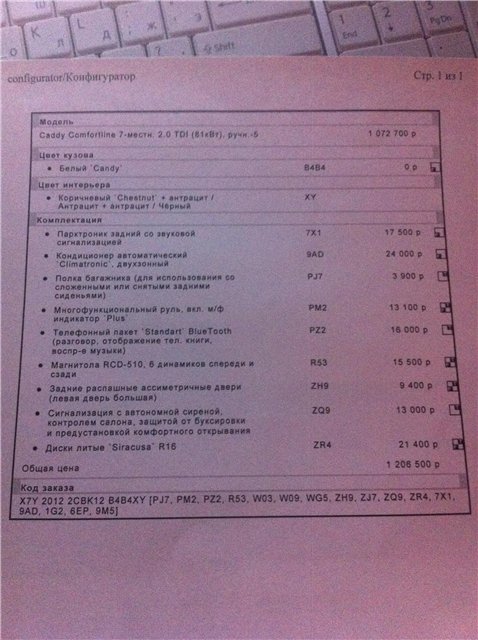 К
Л
Д
Ж
Э
Shift
1
End
2
3
PgDn
configurator/Конфигуратор
Стр. 1 из 1
Модель
Caddy Comfortline 7-местн. 2.0 TDI (81кВт), ручн.-5 1 072 700 р
Цвет кузова
• Белый `Candy` B4B4 0 р
Цвет интерьера
• Коричневый `Chestnut` + антрацит / XY
Антрацит + антрацит / Чёрный
Комплектация
• Парктроник задний со звуковой 7X1 17 500 р
сигнализацией
• Кондиционер автоматический 9AD 24 000 р
`Climatronic`, двухзонный
• Полка багажника (для использования со PJ7 3 900 р
сложенными или снятыми задними
сиденьями)
• Многофункциональный руль, вкл. м/ф PM2 13 100 р
индикатор `Plus`
• Телефонный пакет `Standart` BlueTooth PZ2 16 000 р
(разговор, отображение тел. книги,
воспр-е музыки)
• Магнитола RCD-510, 6 динамиков спереди и R53 15 500 р
сзади
• Задние распашные ассиметричные двери ZH9 9 400 р
(левая дверь большая)
• Сигнализация с автономной сиреной, ZQ9 13 000 р
контролем салона, защитой от буксировки
и предустановкой комфортного открывания
• Диски литые `Siracusa` R16 ZR4 21 400 р
Общая цена 1 206 500 р
Код заказа
X7Y 2012 2CBK12 B4B4XY [PJ7, PM2, PZ2, R53, W03, W09, WG5, ZH9, ZJ7, ZQ9, ZR4, 7X1,
9AD, 1G2, 6EP, 9M5]